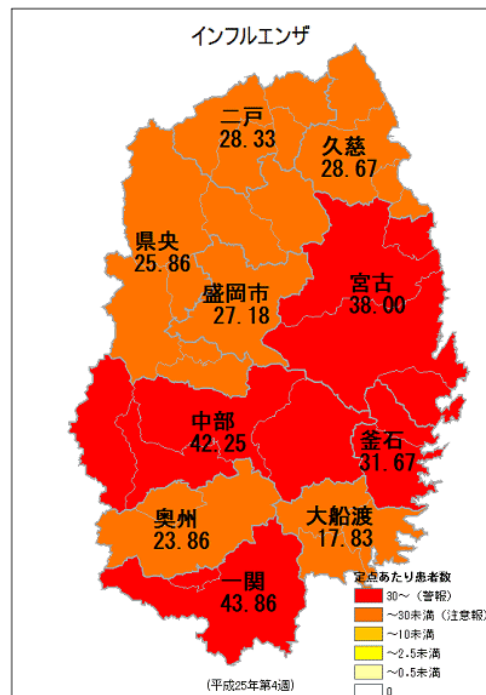 インフルエンザ
二戸
28.33
久慈
28.67
県央
25.86
盛岡市
27.18
宮古
38.00
中部
42.25
釜石
31.67
奥州
23.86
大船渡
17.83
一関
43.86
定点あたり患者数
30～（警報）
～30未満（注意報）
～10未満
～2.5未満
～0.5未満
0
(平成25年第4週)